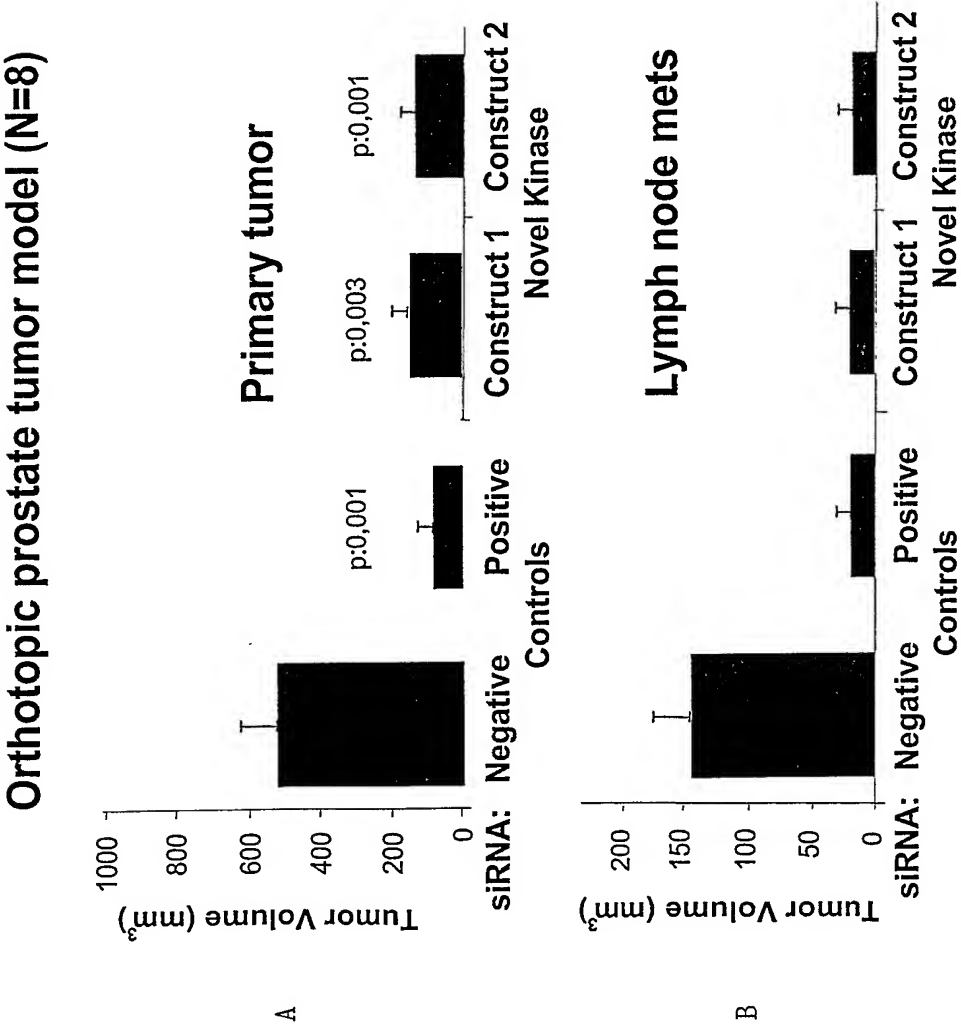 Orthotopic prostate tumor model (N=8)
A
Primary tumor
Tumor Volume (mm³)
1000
800
600
400
200
0
p:0,001
p:0,003
p:0,001
siRNA: Negative Positive Construct 1 Construct 2
Controls Novel Kinase
B
Lymph node mets
Tumor Volume (mm³)
200
150
100
50
0
siRNA: Negative Positive Construct 1 Construct 2
Controls Novel Kinase